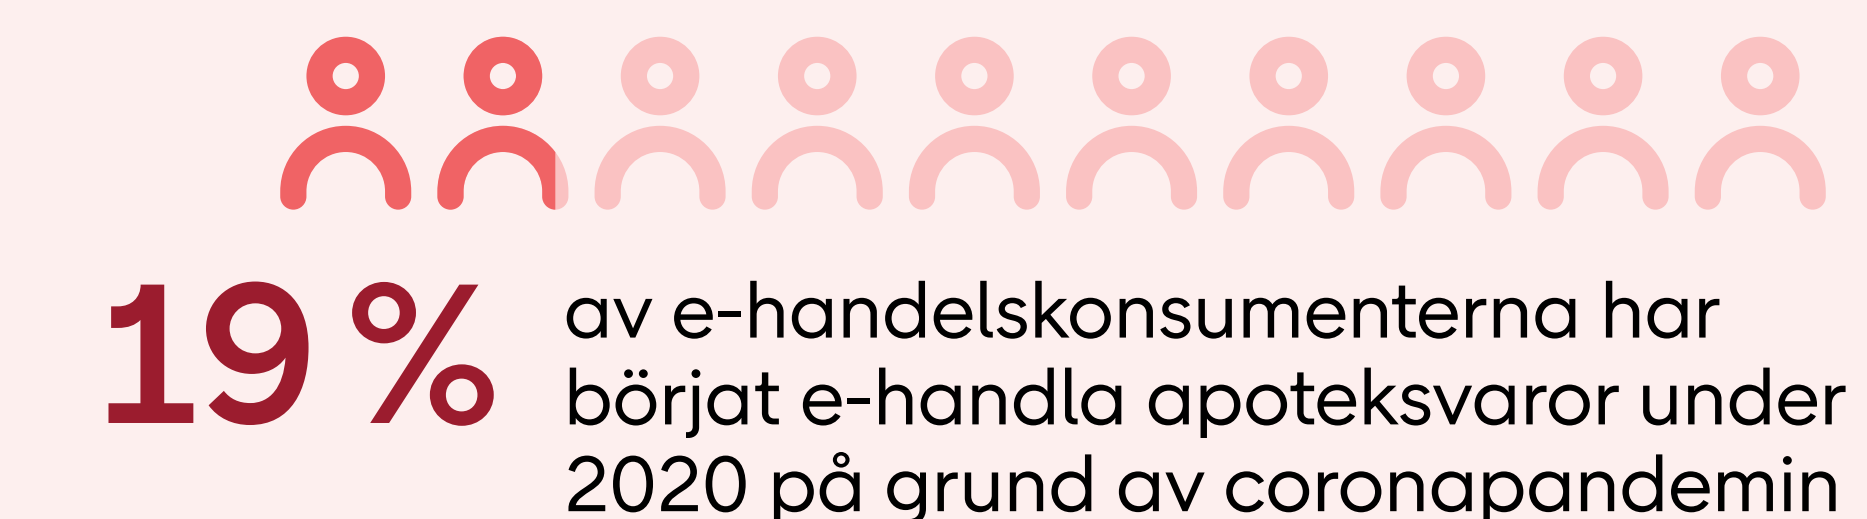 19 % av e-handelskonsumenterna har
börjat e-handla apoteksvaror under
2020 på grund av coronapandemin